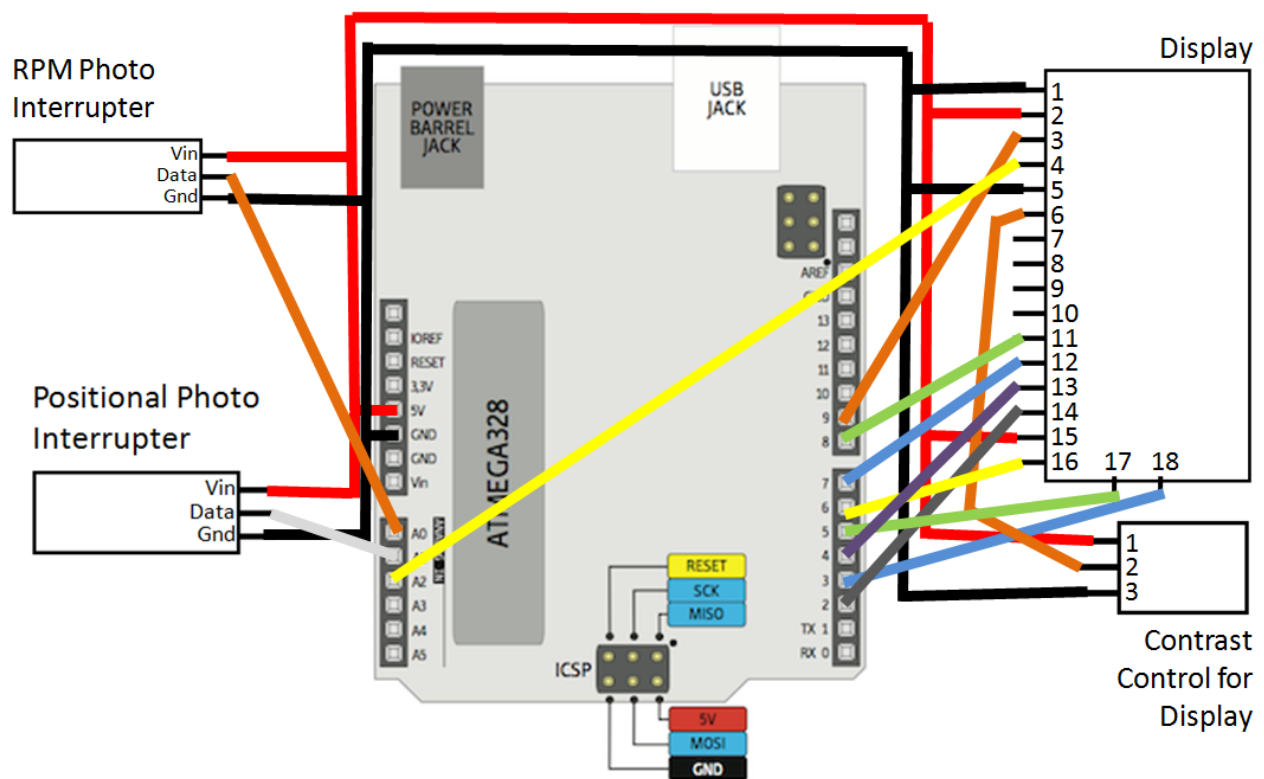 RPM Photo
Interrupter
Vin
Data
Gnd
Positional Photo
Interrupter
Vin
Data
Gnd
POWER
BARREL
JACK
USB
JACK
ATMEGA328
IOREF
RESET
3,3V
5V
GND
GND
Vin
A0
A2
A3
A4
A5
AREF
13
12
11
10
9
8
7
6
5
4
3
2
TX 1
RX 0
RESET
SCK
MISO
ICSP
5V
MOSI
GND
Display
1
2
3
4
5
6
7
8
9
10
11
12
13
14
15
16
17 18
1
2
3
Contrast
Control for
Display